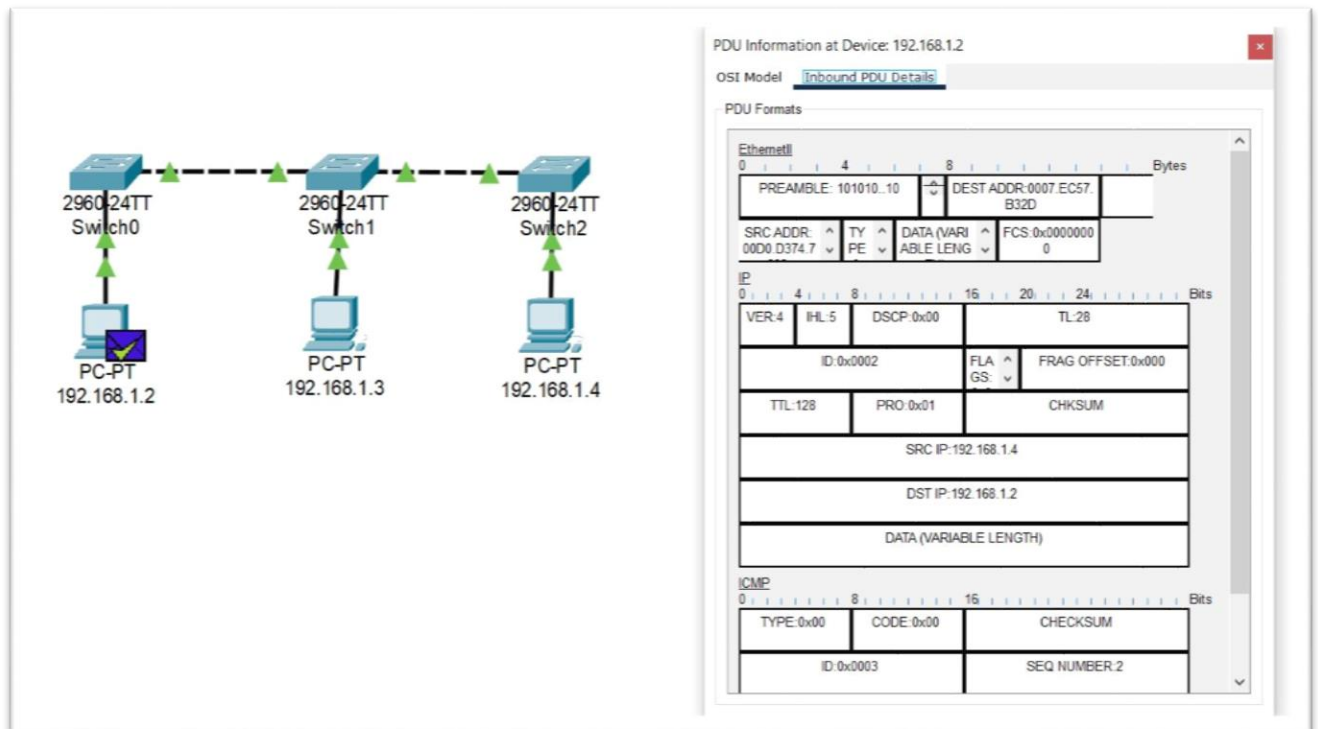 2960-24TT
Switch0
2960-24TT
Switch1
2960-24TT
Switch2
PC-PT
192.168.1.2
PC-PT
192.168.1.3
PC-PT
192.168.1.4
PDU Information at Device: 192.168.1.2
OSI Model Inbound PDU Details
PDU Formats
EthernetII
0 4 8 Bytes
PREAMBLE: 101010..10 DEST ADDR:0007.EC57.
B32D
SRC ADDR: TY DATA (VARI FCS:0x0000000
00D0.D374.7 PE ABLE LENG 0
IP
0 4 8 16 20 24 Bits
VER:4 IHL:5 DSCP:0x00 TL:28
ID:0x0002 FLA FRAG OFFSET:0x000
GS:
TTL:128 PRO:0x01 CHKSUM
SRC IP:192.168.1.4
DST IP:192.168.1.2
DATA (VARIABLE LENGTH)
ICMP
0 8 16 Bits
TYPE:0x00 CODE:0x00 CHECKSUM
ID:0x0003 SEQ NUMBER:2